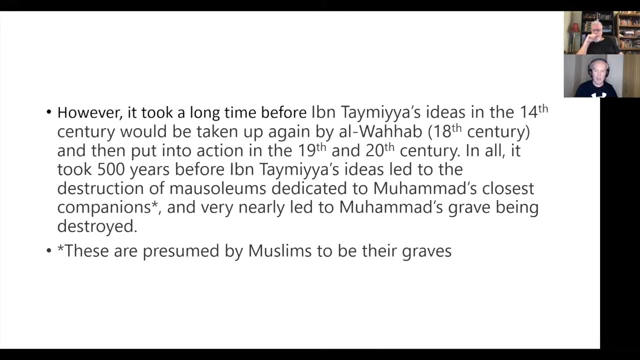 • However, it took a long time before Ibn Taymiyya's ideas in the 14th
century would be taken up again by al-Wahhab (18th century)
and then put into action in the 19th and 20th century. In all, it
took 500 years before Ibn Taymiyya's ideas led to the
destruction of mausoleums dedicated to Muhammad's closest
companions*, and very nearly led to Muhammad's grave being
destroyed.
• *These are presumed by Muslims to be their graves